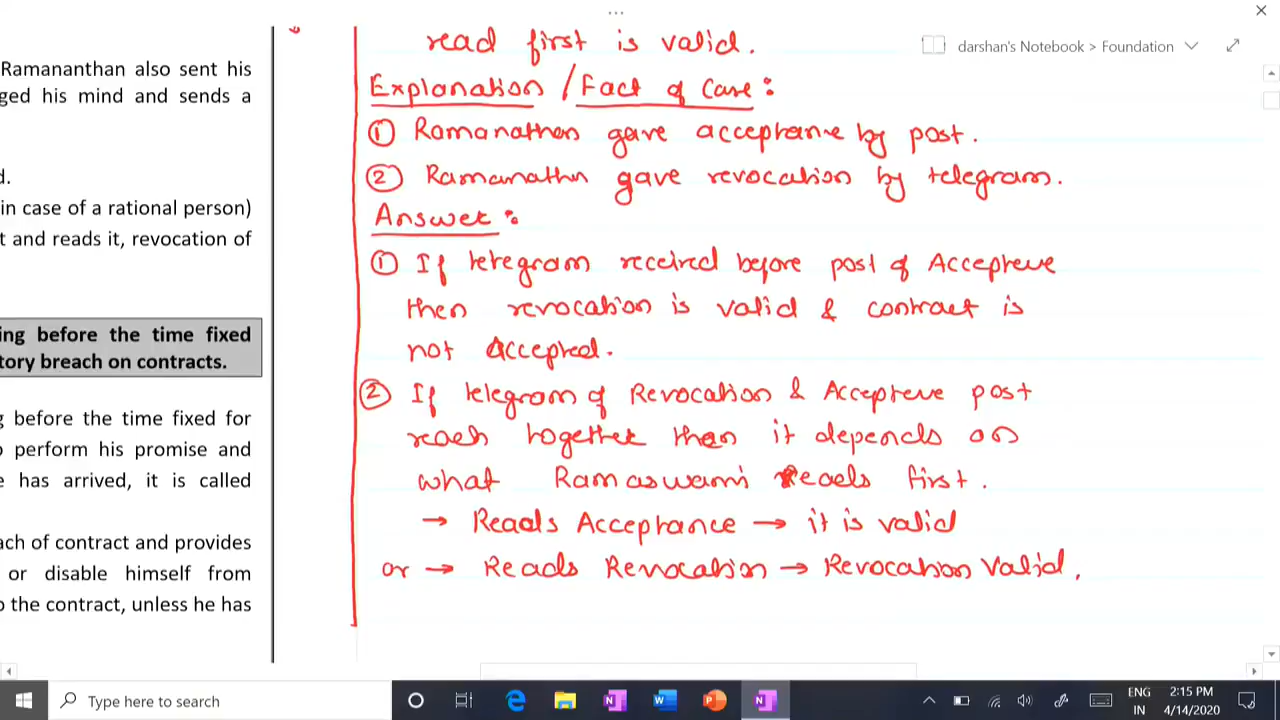 darshan's Notebook > Foundation
Ramananthan also sent his
ged his mind and sends a
d.
in case of a rational person)
t and reads it, revocation of
ing before the time fixed
tory breach on contracts.
g before the time fixed for
o perform his promise and
e has arrived, it is called
ach of contract and provides
or disable himself from
o the contract, unless he has
read first is valid.
Explanation / Fact of Case:
① Ramanathan gave acceptance by post.
② Ramanathan gave revocation by telegram.
Answer:
① If telegram received before post of Acceptance
then revocation is valid & contract is
not Accepted.
② If telegram of Revocation & Acceptance post
reach together then it depends on
what Ramaswami Reads first.
→ Reads Acceptance → it is valid
or → Reads Revocation → Revocation Valid.
Type here to search
ENG
IN
2:15 PM
4/14/2020